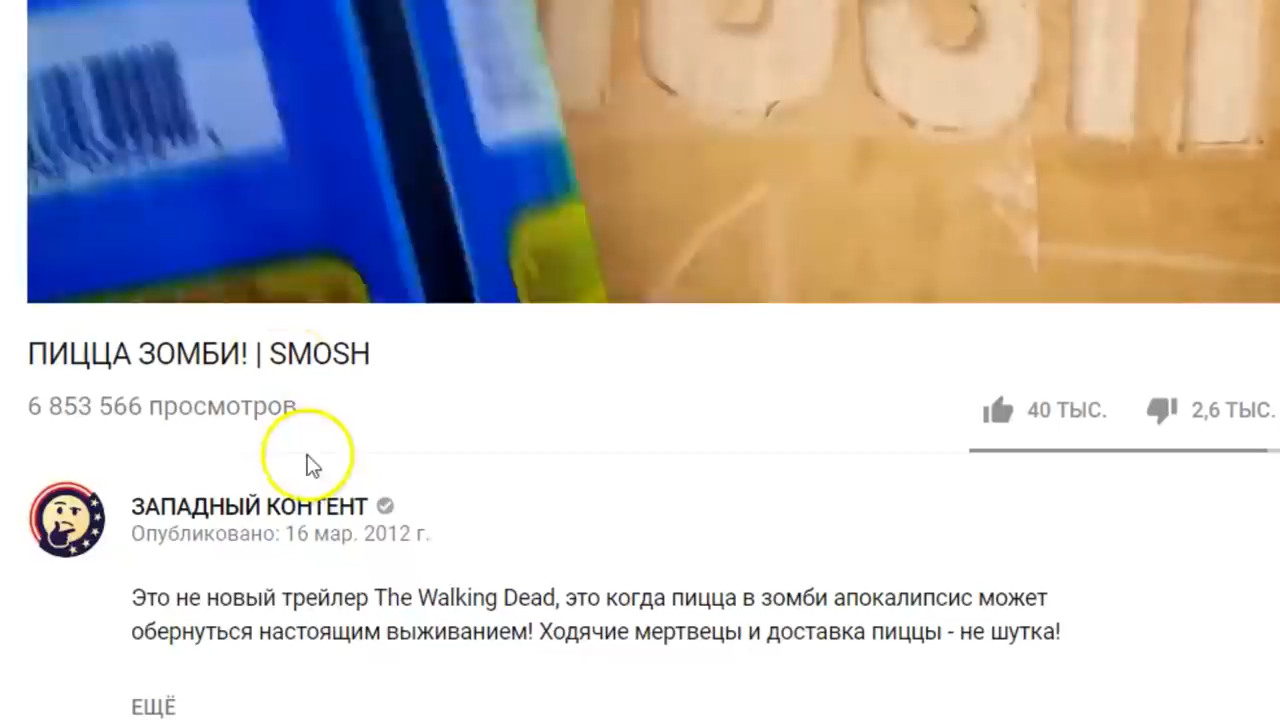 ПИЦЦА ЗОМБИ! | SMOSH
6 853 566 просмотров
40 ТЫС.
2,6 ТЫС.
ЗАПАДНЫЙ КОНТЕНТ
Опубликовано: 16 мар. 2012 г.
Это не новый трейлер The Walking Dead, это когда пицца в зомби апокалипсис может
обернуться настоящим выживанием! Ходячие мертвецы и доставка пиццы - не шутка!
ЕЩЁ